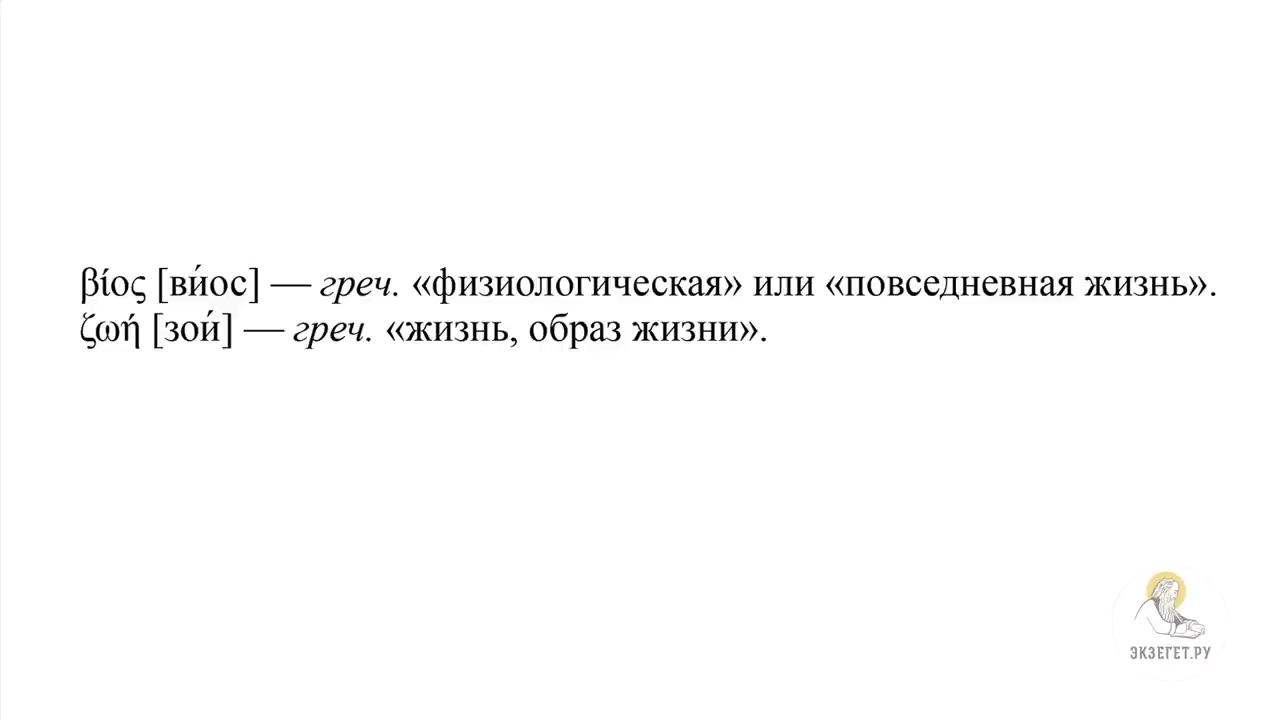 βίος [ви́ос] — греч. «физиологическая» или «повседневная жизнь».
ζωή [зои́] — греч. «жизнь, образ жизни».
ЭКЗЕГЕТ.РУ